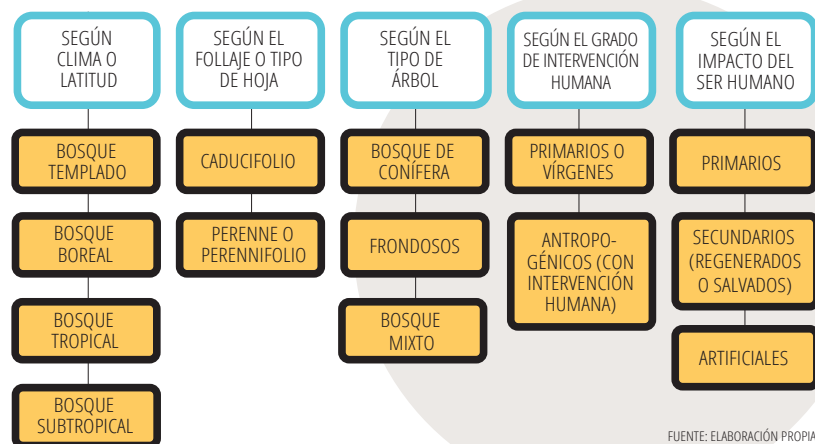 SEGÚN
CLIMA O
LATITUD
BOSQUE
TEMPLADO
BOSQUE
BOREAL
BOSQUE
TROPICAL
BOSQUE
SUBTROPICAL
SEGÚN EL
FOLLAJE O TIPO
DE HOJA
CADUCIFOLIO
PERENNE O
PERENNIFOLIO
SEGÚN EL
TIPO DE
ÁRBOL
BOSQUE DE
CONÍFERA
FRONDOSOS
BOSQUE
MIXTO
SEGÚN EL GRADO
DE INTERVENCIÓN
HUMANA
PRIMARIOS O
VÍRGENES
ANTROPO-
GÉNICOS (CON
INTERVENCIÓN
HUMANA)
SEGÚN EL
IMPACTO DEL
SER HUMANO
PRIMARIOS
SECUNDARIOS
(REGENERADOS
O SALVADOS)
ARTIFICIALES
FUENTE: ELABORACIÓN PROPIA